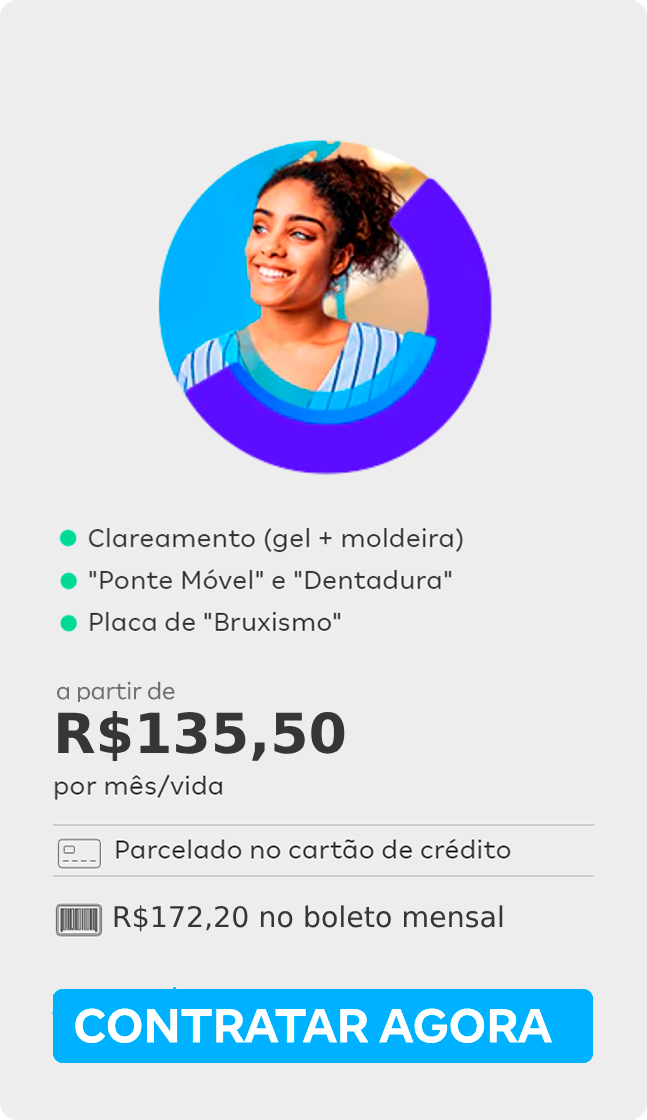 Clareamento (gel + moldeira)
"Ponte Móvel" e "Dentadura"
Placa de "Bruxismo"
a partir de
R$135,50
por mês/vida
Parcelado no cartão de crédito
R$172,20 no boleto mensal
CONTRATAR AGORA